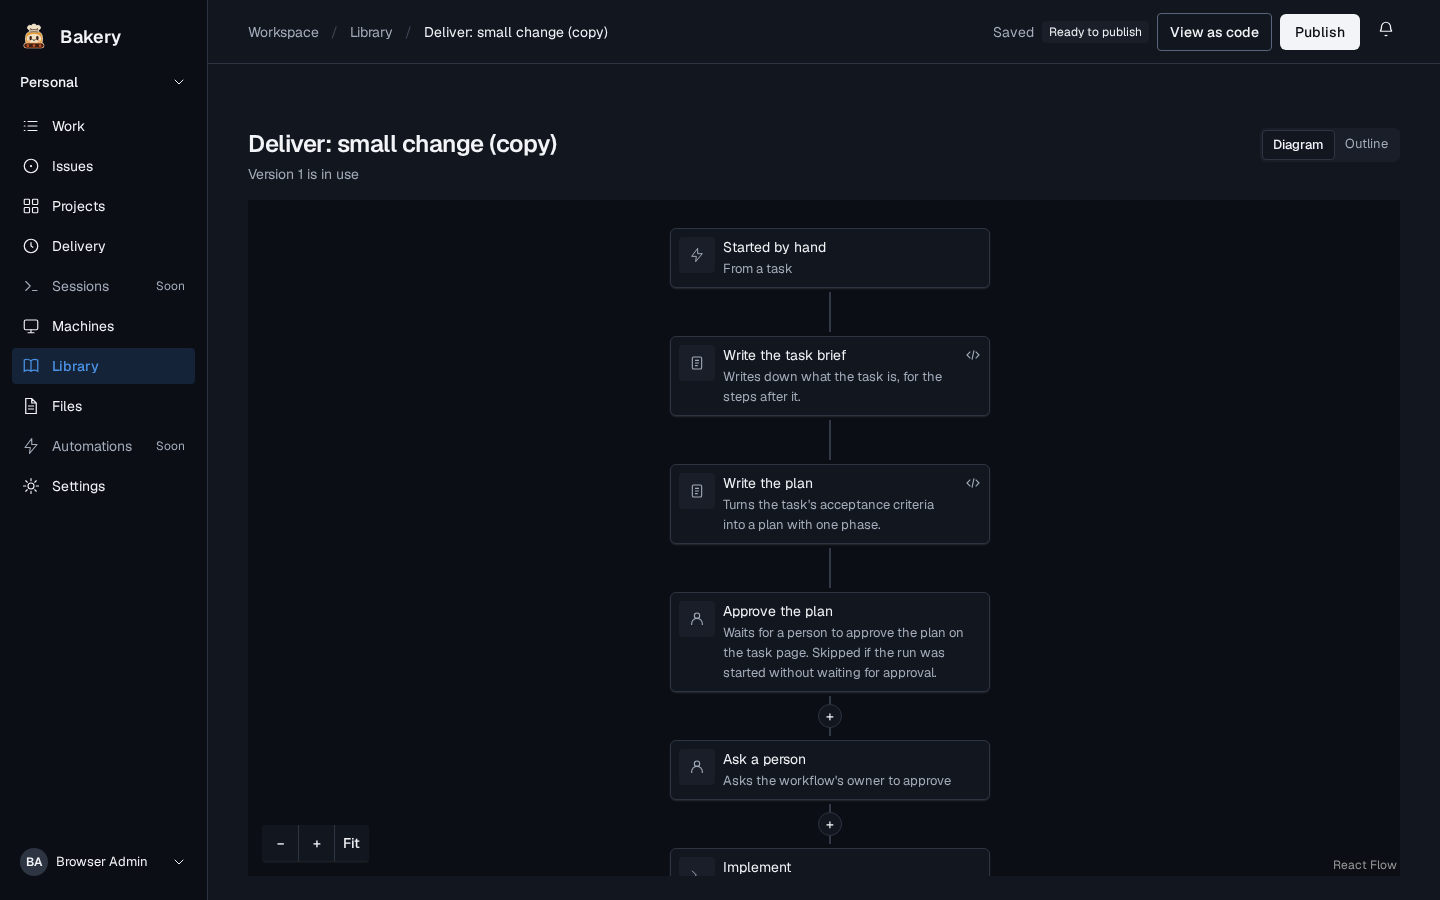 Bakery
Personal
Work
Issues
Projects
Delivery
Sessions Soon
Machines
Library
Files
Automations Soon
Settings
BA Browser Admin
Workspace / Library / Deliver: small change (copy)
Saved Ready to publish View as code Publish
Deliver: small change (copy)
Version 1 is in use
Diagram Outline
Started by hand
From a task
Write the task brief
Writes down what the task is, for the
steps after it.
Write the plan
Turns the task's acceptance criteria
into a plan with one phase.
Approve the plan
Waits for a person to approve the plan on
the task page. Skipped if the run was
started without waiting for approval.
+
Ask a person
Asks the workflow's owner to approve
+
Implement
− + Fit
React Flow